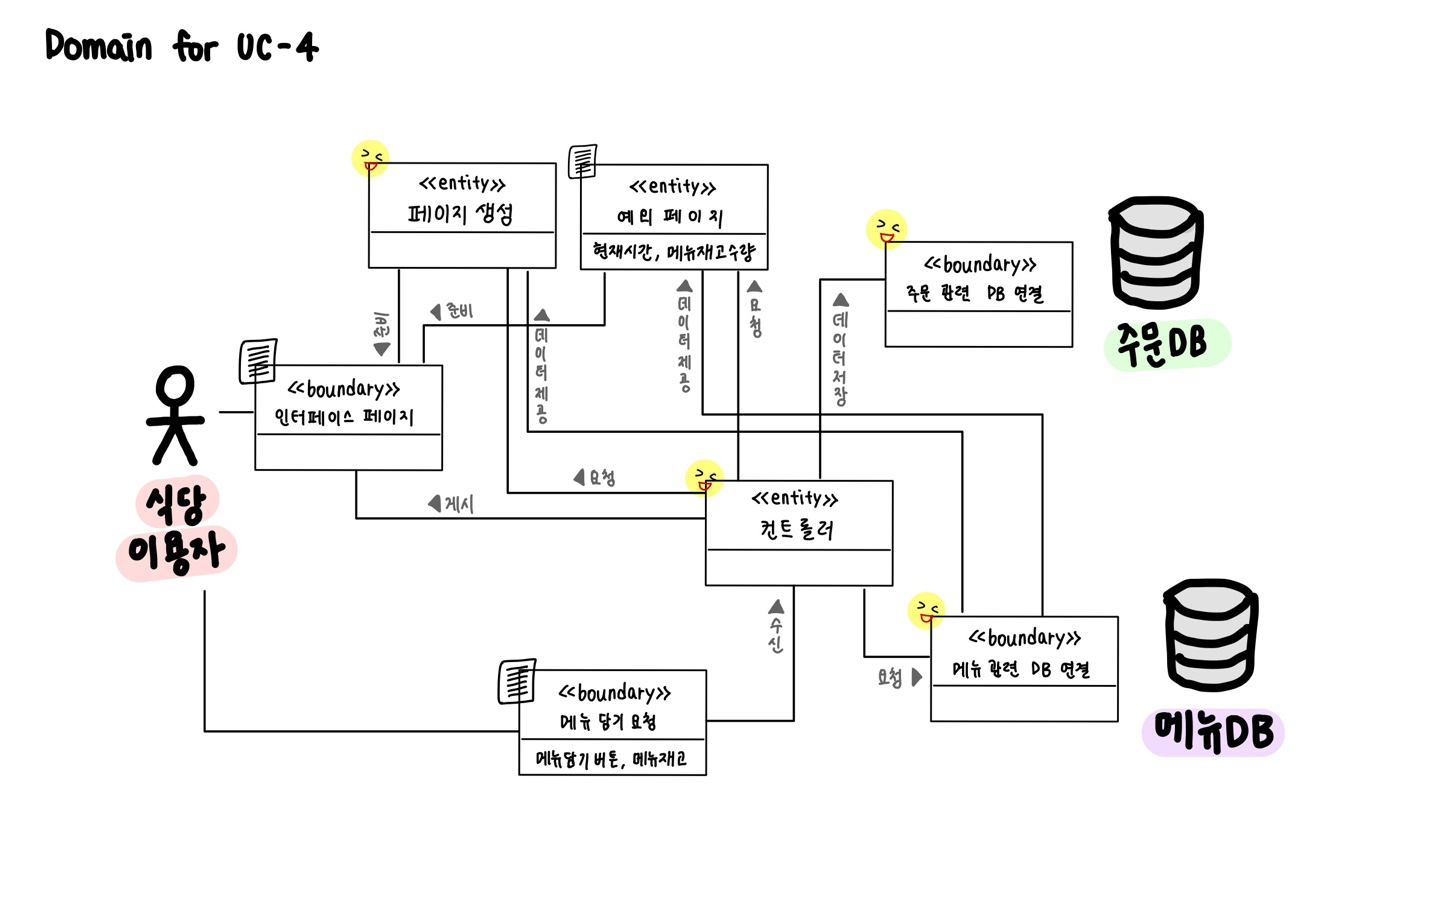 Domain for UC-4
<<entity>>
페이지 생성
<<entity>>
예외 페이지
현재시간, 메뉴재고수량
<<boundary>>
주문 관련 DB 연결
주문DB
준비
준비
데이터제공
데이터제공
요청
데이터저장
<<boundary>>
인터페이스 페이지
식당
이용자
요청
게시
<<entity>>
컨트롤러
수신
요청
<<boundary>>
메뉴 관련 DB 연결
메뉴DB
<<boundary>>
메뉴 담기 요청
메뉴담기버튼, 메뉴재고